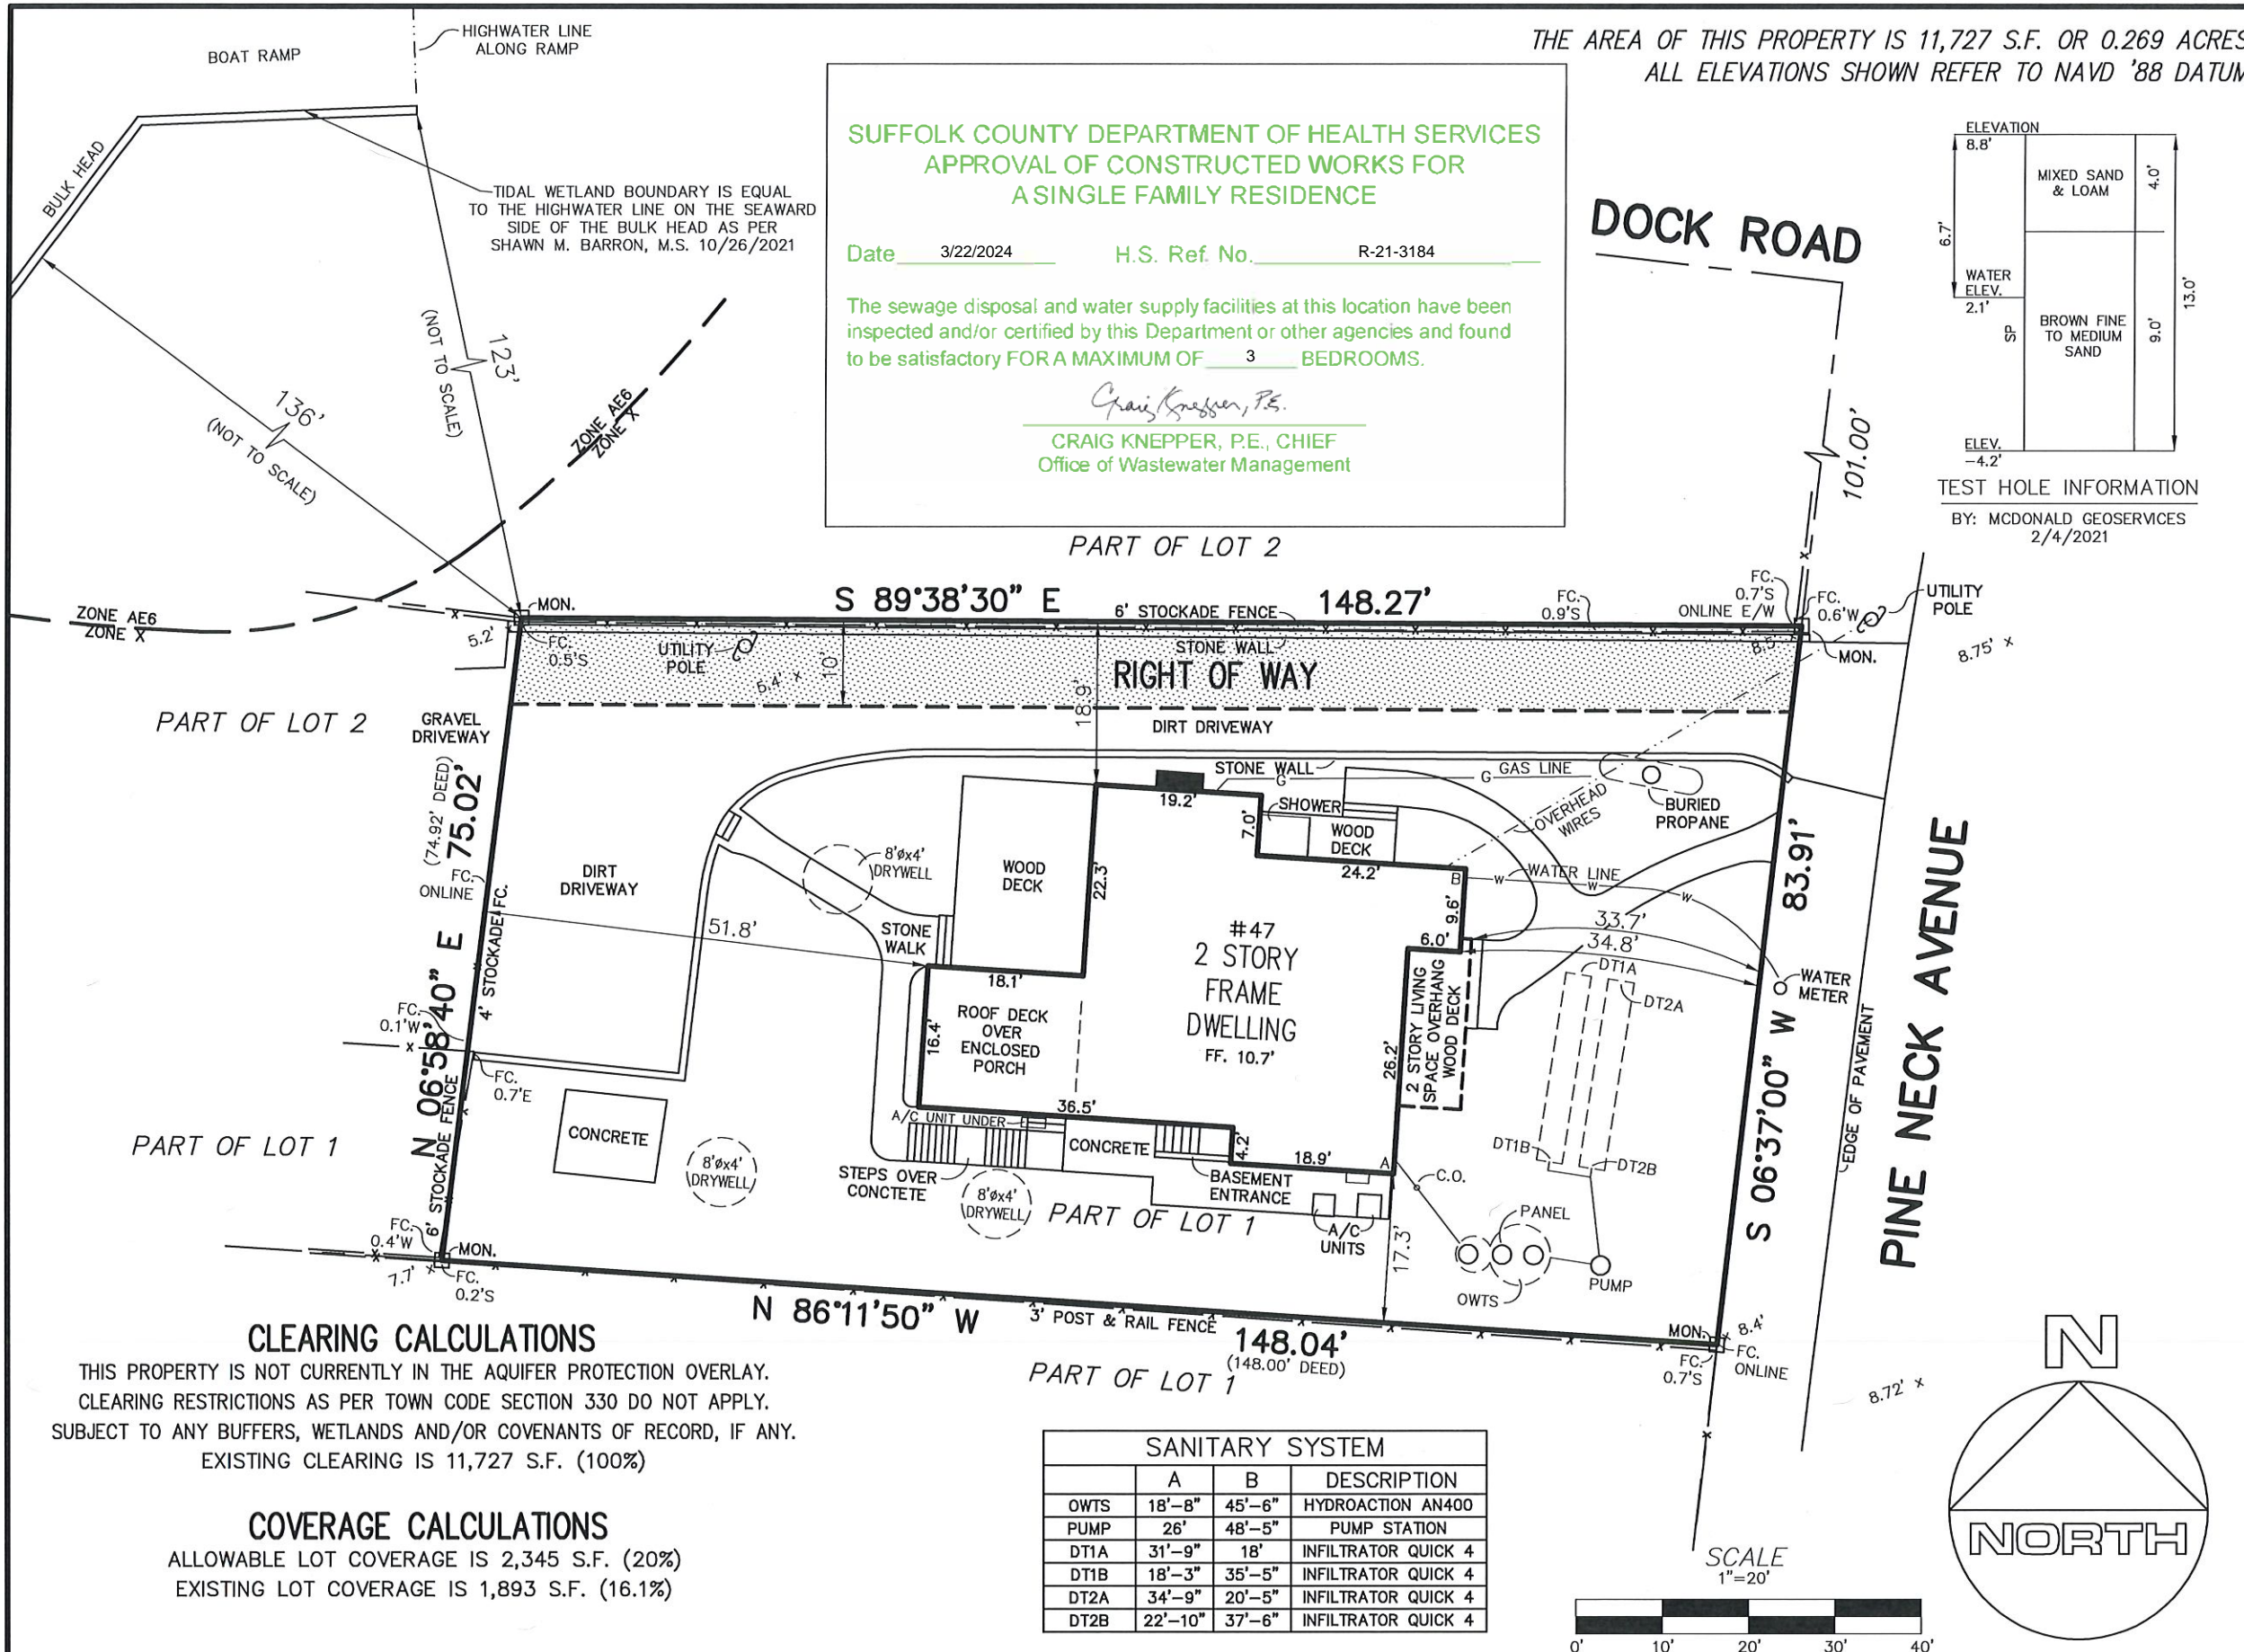 THE AREA OF THIS PROPERTY IS 11,727 S.F. OR 0.269 ACRES
ALL ELEVATIONS SHOWN REFER TO NAVD '88 DATUM
BOAT RAMP
HIGHWATER LINE
ALONG RAMP
BULK HEAD
TIDAL WETLAND BOUNDARY IS EQUAL
TO THE HIGHWATER LINE ON THE SEAWARD
SIDE OF THE BULK HEAD AS PER
SHAWN M. BARRON, M.S. 10/26/2021
136'
(NOT TO SCALE)
123'
(NOT TO SCALE)
ZONE AE6
ZONE X
ZONE AE6
ZONE X
SUFFOLK COUNTY DEPARTMENT OF HEALTH SERVICES
APPROVAL OF CONSTRUCTED WORKS FOR
A SINGLE FAMILY RESIDENCE
Date 3/22/2024 H.S. Ref. No. R-21-3184
The sewage disposal and water supply facilities at this location have been
inspected and/or certified by this Department or other agencies and found
to be satisfactory FOR A MAXIMUM OF 3 BEDROOMS.
Craig Knepper, P.E.
CRAIG KNEPPER, P.E., CHIEF
Office of Wastewater Management
DOCK ROAD
101.00'
ELEVATION
8.8'
MIXED SAND
& LOAM
4.0'
6.7'
WATER
ELEV.
2.1'
SP
BROWN FINE
TO MEDIUM
SAND
9.0'
13.0'
ELEV.
-4.2'
TEST HOLE INFORMATION
BY: MCDONALD GEOSERVICES
2/4/2021
PART OF LOT 2
MON.
S 89°38'30" E
6' STOCKADE FENCE
148.27'
FC.
0.9'S
FC.
0.7'S
ONLINE E/W
FC.
0.6'W
UTILITY
POLE
5.2'
FC.
0.5'S
UTILITY
POLE
5.4' x
10'
18.9'
STONE WALL
RIGHT OF WAY
8.5'
MON.
8.75' x
PART OF LOT 2
GRAVEL
DRIVEWAY
DIRT DRIVEWAY
(74.92' DEED)
75.02'
N 06°58'40" E
FC.
ONLINE
4' STOCKADE FC.
DIRT
DRIVEWAY
51.8'
8'øx4'
DRYWELL
STONE
WALK
WOOD
DECK
22.3'
STONE WALL
G
G
GAS LINE
19.2'
7.0'
SHOWER
WOOD
DECK
24.2'
OVERHEAD
WIRES
BURIED
PROPANE
B
W
WATER LINE
W
W
9.6'
6.0'
33.7'
34.8'
83.91'
S 06°37'00" W
#47
2 STORY
FRAME
DWELLING
FF. 10.7'
18.1'
16.4'
ROOF DECK
OVER
ENCLOSED
PORCH
36.5'
26.2'
2 STORY LIVING
SPACE OVERHANG
WOOD DECK
DT1A
DT2A
DT1B
DT2B
WATER
METER
EDGE OF PAVEMENT
PINE NECK AVENUE
FC.
0.1'W
FC.
0.7'E
6' STOCKADE FENCE
PART OF LOT 1
CONCRETE
8'øx4'
DRYWELL
A/C UNIT UNDER
STEPS OVER
CONCTETE
8'øx4'
DRYWELL
CONCRETE
4.2'
18.9'
A
BASEMENT
ENTRANCE
PART OF LOT 1
A/C
UNITS
17.3'
C.O.
PANEL
OWTS
PUMP
FC.
0.4'W
MON.
7.7' x
FC.
0.2'S
N 86°11'50" W
3' POST & RAIL FENCE
148.04'
(148.00' DEED)
PART OF LOT 1
MON.
8.4'
FC.
0.7'S
FC.
ONLINE
8.72' x
CLEARING CALCULATIONS
THIS PROPERTY IS NOT CURRENTLY IN THE AQUIFER PROTECTION OVERLAY.
CLEARING RESTRICTIONS AS PER TOWN CODE SECTION 330 DO NOT APPLY.
SUBJECT TO ANY BUFFERS, WETLANDS AND/OR COVENANTS OF RECORD, IF ANY.
EXISTING CLEARING IS 11,727 S.F. (100%)
COVERAGE CALCULATIONS
ALLOWABLE LOT COVERAGE IS 2,345 S.F. (20%)
EXISTING LOT COVERAGE IS 1,893 S.F. (16.1%)
SANITARY SYSTEM
A B DESCRIPTION
OWTS 18'-8" 45'-6" HYDROACTION AN400
PUMP 26' 48'-5" PUMP STATION
DT1A 31'-9" 18' INFILTRATOR QUICK 4
DT1B 18'-3" 35'-5" INFILTRATOR QUICK 4
DT2A 34'-9" 20'-5" INFILTRATOR QUICK 4
DT2B 22'-10" 37'-6" INFILTRATOR QUICK 4
SCALE
1"=20'
0' 10' 20' 30' 40'
N
NORTH